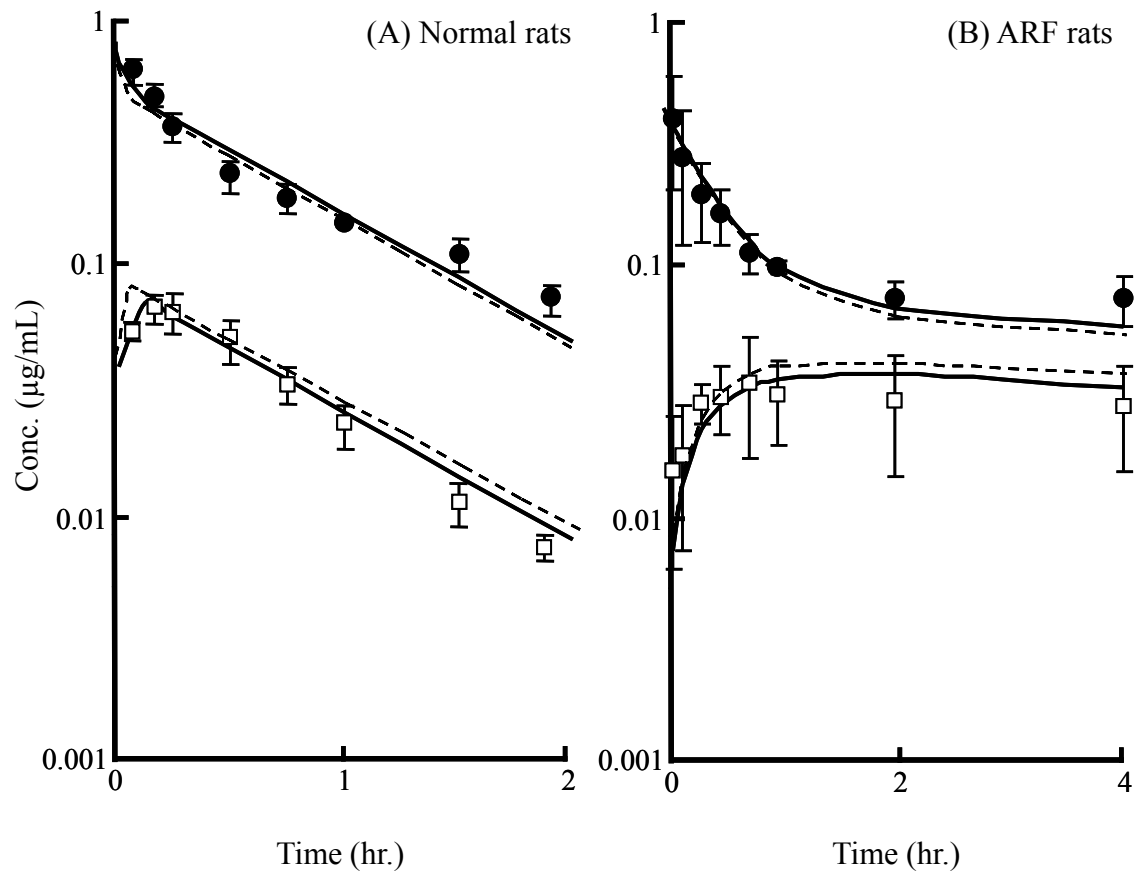 (A) Normal rats
(B) ARF rats
Conc. (μg/mL)
1
0.1
0.01
0.001
0
1
2
Time (hr.)
1
0.1
0.01
0.001
0
2
4
Time (hr.)